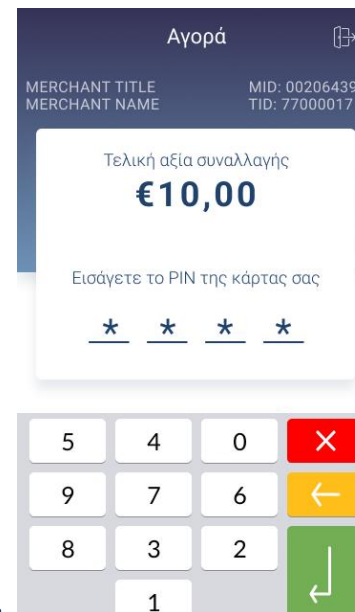 Αγορά
MERCHANT TITLE MID: 00206439
MERCHANT NAME TID: 77000017
Τελική αξία συναλλαγής
€10,00
Εισάγετε το PIN της κάρτας σας
* * * *
5 4 0
9 7 6
8 3 2
1